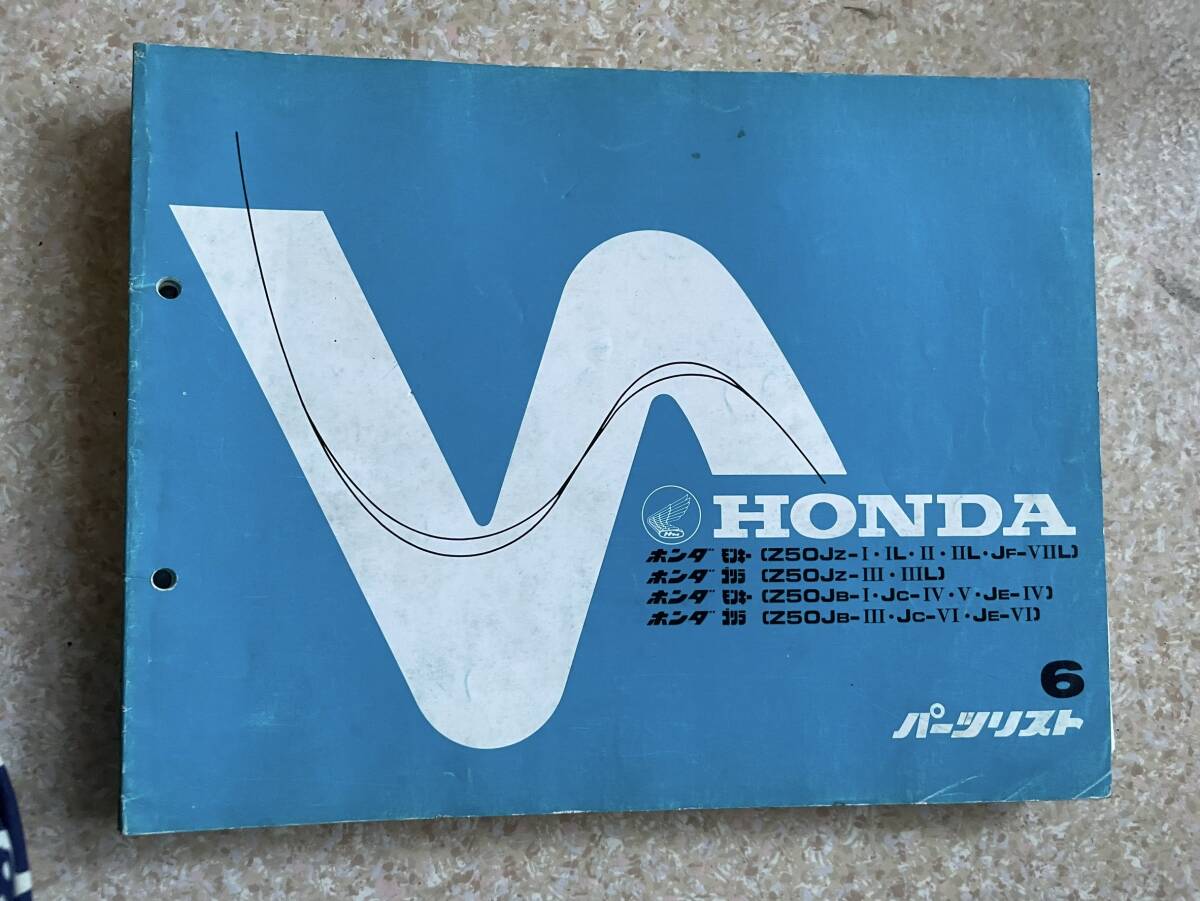 HONDA
ホンダ モンキー (Z50JZ-I・IL・II・IIL・JF-VIIL)
ホンダ ゴリラ (Z50JZ-III・IIIL)
ホンダ モンキー (Z50JB-I・JC-IV・V・JE-IV)
ホンダ ゴリラ (Z50JB-III・JC-VI・JE-VI)
6
パーツリスト